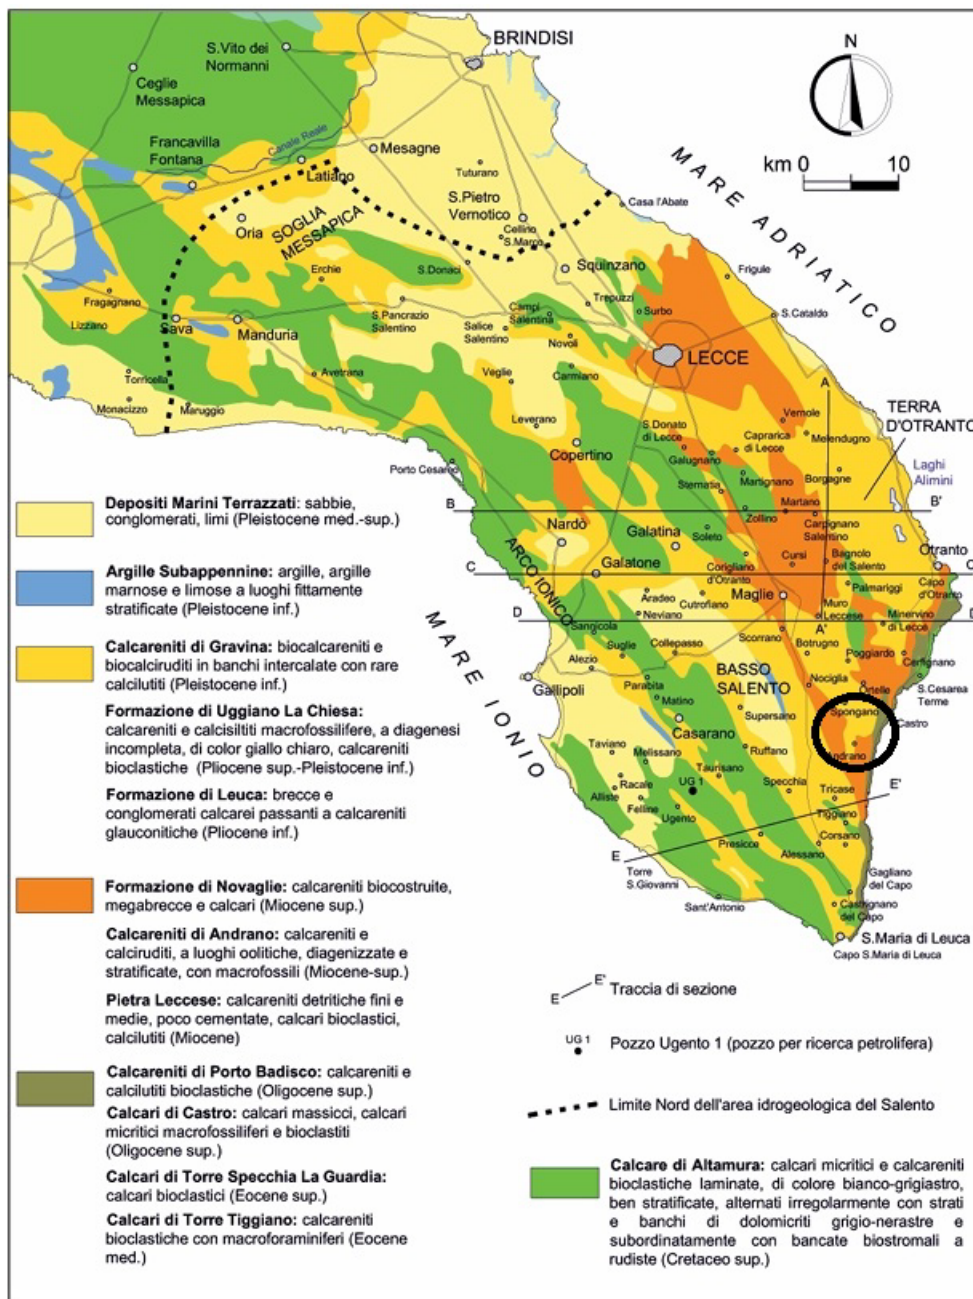 BRINDISI
S.Vito dei
Normanni
Ceglie
Messapica
N
km 0 10
Francavilla
Fontana
Canale Reale
Mesagne
Latiano
Tuturano
MARE ADRIATICO
S.Pietro
Vernotico
Casa l'Abate
Oria
SOGLIA
MESSAPICA
Cellino
S.Marco
Erchie
S.Donaci
Squinzano
Frigule
Fragagnano
Trepuzzi
Lizzano
Sava
Manduria
S.Pancrazio
Salentino
Campi
Salentina
Surbo
S.Cataldo
Salice
Salentino
Novoli
LECCE
Torricella
Avetrana
Veglie
Carmiano
A
Monacizzo
Maruggio
Leverano
Vernole
TERRA
D'OTRANTO
S.Donato
di Lecce
Caprarica
di Lecce
Melendugno
Copertino
Galugnano
Laghi
Alimini
Porto Cesareo
Sternatia
Martignano
Borgagne
B
Martano
B'
Zollino
Carpignano
Salentino
Nardò
Galatina
Soleto
Otranto
ARCO IONICO
Cursi
Bagnolo
del Salento
C
Galatone
Corigliano
d'Otranto
Palmariggi
Capo
d'Otranto
C
Aradeo
Cutrofiano
Maglie
D
Neviano
Muro
Leccese
Minervino
di Lecce
D
A'
MARE IONIO
Sannicola
Scorrano
Suglie
Collepasso
Botrugno
Poggiardo
Cerfignano
Alezio
BASSO
SALENTO
Gallipoli
Parabita
Nociglia
Ortelle
S.Cesarea
Terme
Matino
Supersano
Spongano
Castro
Casarano
Taviano
Melissano
Ruffano
Andrano
Taurisano
Racale
UG 1
Specchia
Tricase
E'
Alliste
Felline
Ugento
Tiggiano
Presicce
Corsano
E
Alessano
Torre
S.Giovanni
Gagliano
del Capo
Sant'Antonio
Castrignano
del Capo
S.Maria di Leuca
Capo S.Maria di Leuca
Depositi Marini Terrazzati: sabbie,
conglomerati, limi (Pleistocene med.-sup.)
Argille Subappennine: argille, argille
marnose e limose a luoghi fittamente
stratificate (Pleistocene inf.)
Calcareniti di Gravina: biocalcareniti e
biocalciruditi in banchi intercalate con rare
calcilutiti (Pleistocene inf.)
Formazione di Uggiano La Chiesa:
calcareniti e calcisiltiti macrofossilifere, a diagenesi
incompleta, di color giallo chiaro, calcareniti
bioclastiche (Pliocene sup.-Pleistocene inf.)
Formazione di Leuca: brecce e
conglomerati calcarei passanti a calcareniti
glauconitiche (Pliocene inf.)
Formazione di Novaglie: calcareniti biocostruite,
megabrecce e calcari (Miocene sup.)
Calcareniti di Andrano: calcareniti e
calciruditi, a luoghi oolitiche, diagenizzate e
stratificate, con macrofossili (Miocene-sup.)
Pietra Leccese: calcareniti detritiche fini e
medie, poco cementate, calcari bioclastici,
calcilutiti (Miocene)
Calcareniti di Porto Badisco: calcareniti e
calcilutiti bioclastiche (Oligocene sup.)
Calcari di Castro: calcari massicci, calcari
micritici macrofossiliferi e bioclastiti
(Oligocene sup.)
Calcari di Torre Specchia La Guardia:
calcari bioclastici (Eocene sup.)
Calcari di Torre Tiggiano: calcareniti
bioclastiche con macroforaminiferi (Eocene
med.)
E E' Traccia di sezione
UG 1 Pozzo Ugento 1 (pozzo per ricerca petrolifera)
Limite Nord dell'area idrogeologica del Salento
Calcare di Altamura: calcari micritici e calcareniti
bioclastiche laminate, di colore bianco-grigiastro,
ben stratificate, alternati irregolarmente con strati
e banchi di dolomicriti grigio-nerastre e
subordinatamente con bancate biostromali a
rudiste (Cretaceo sup.)